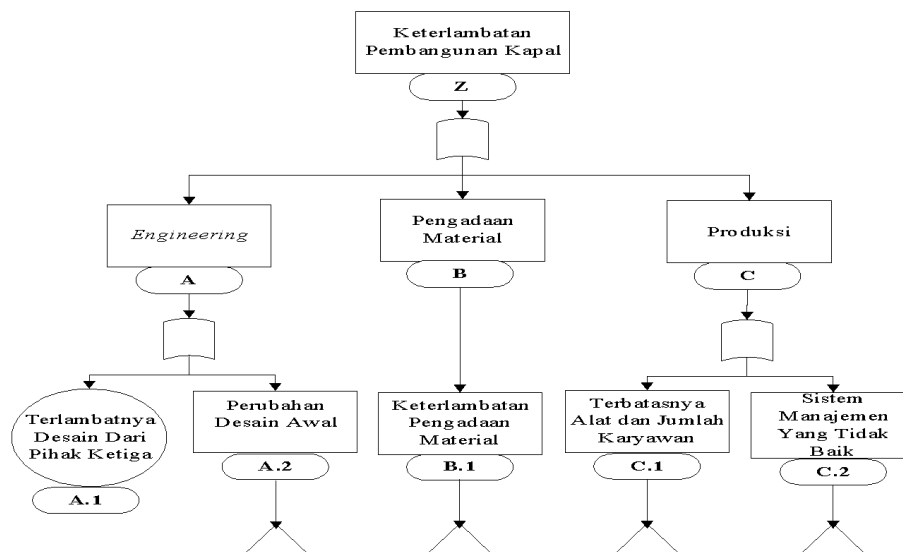 Keterlambatan
Pembangunan Kapal
Z
Engineering
A
Pengadaan
Material
B
Produksi
C
Terlambatnya
Desain Dari
Pihak Ketiga
A.1
Perubahan
Desain Awal
A.2
Keterlambatan
Pengadaan
Material
B.1
Terbatasnya
Alat dan Jumlah
Karyawan
C.1
Sistem
Manajemen
Yang Tidak
Baik
C.2